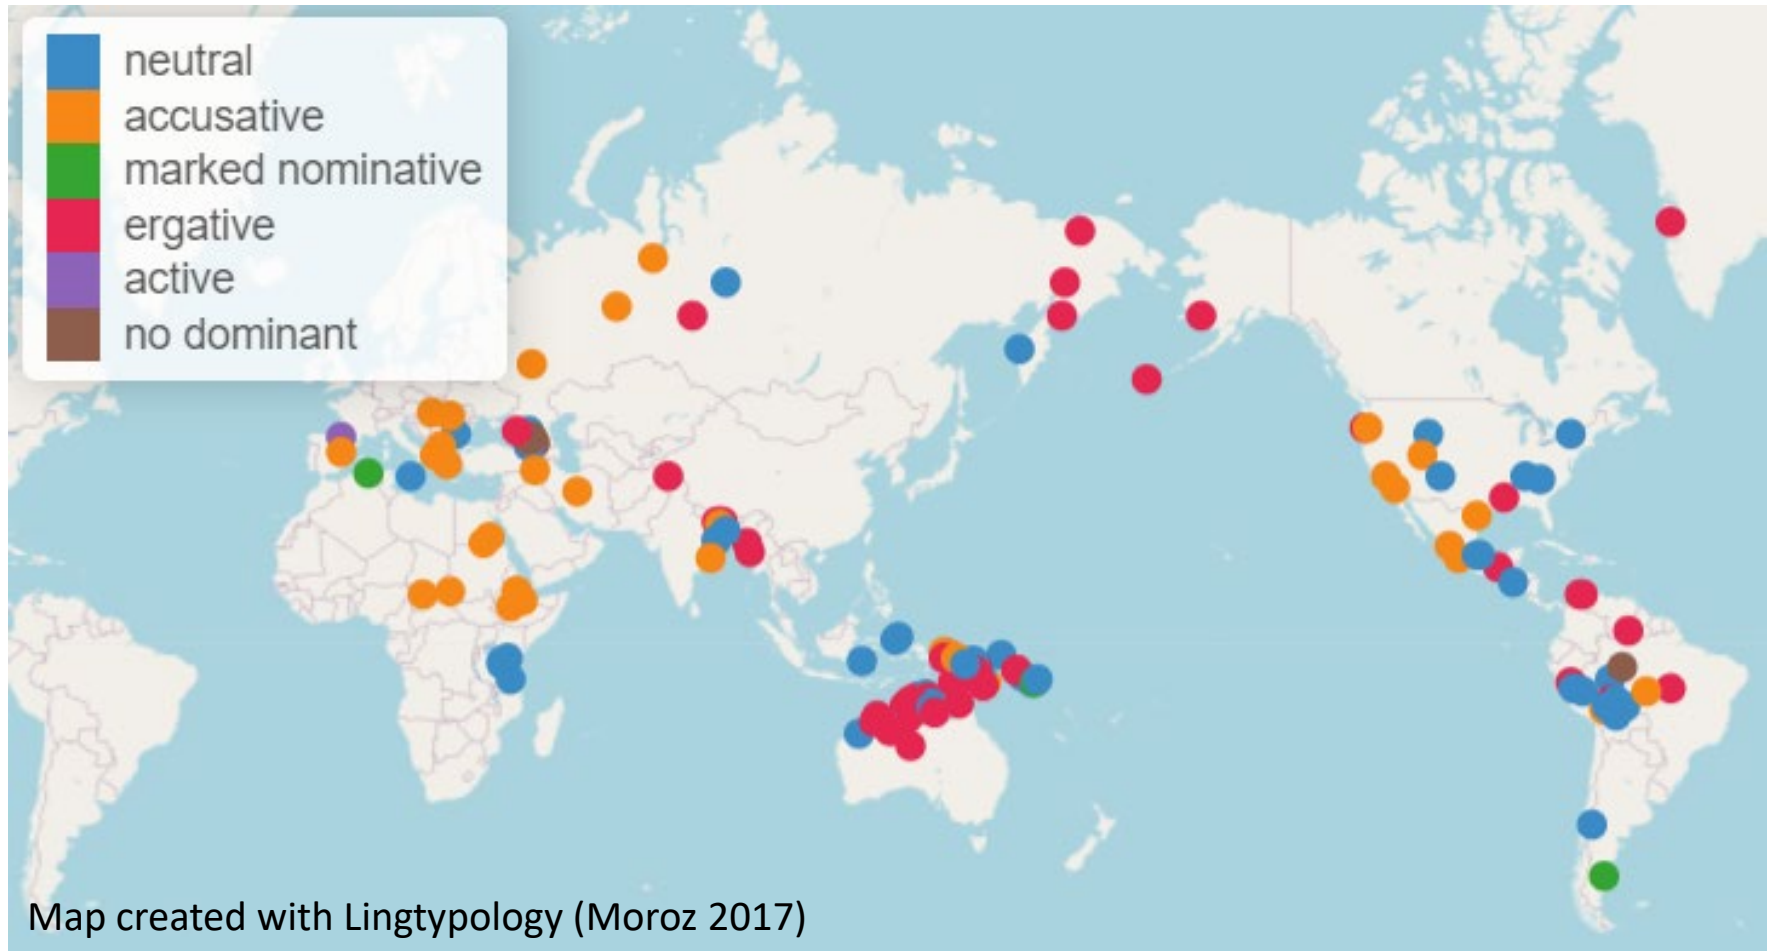 neutral
accusative
marked nominative
ergative
active
no dominant
Map created with Lingtypology (Moroz 2017)